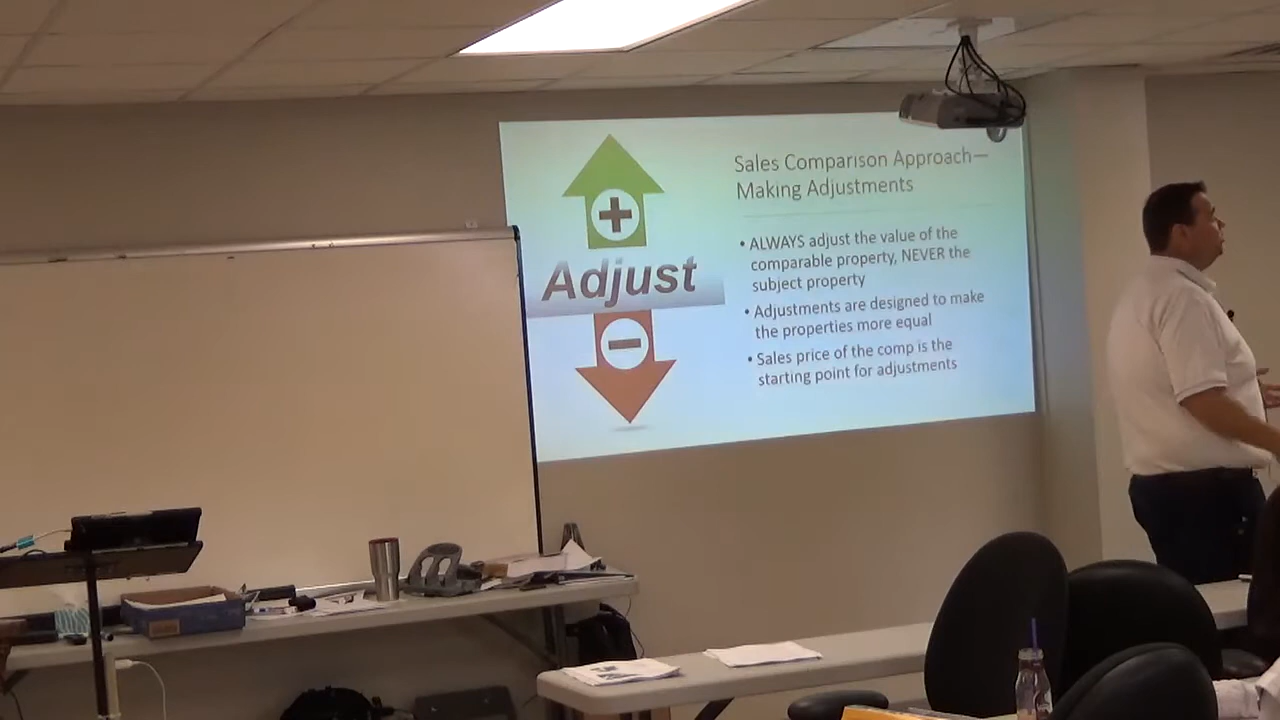 Sales Comparison Approach—
Making Adjustments
+
Adjust
−
• ALWAYS adjust the value of the
comparable property, NEVER the
subject property
• Adjustments are designed to make
the properties more equal
• Sales price of the comp is the
starting point for adjustments